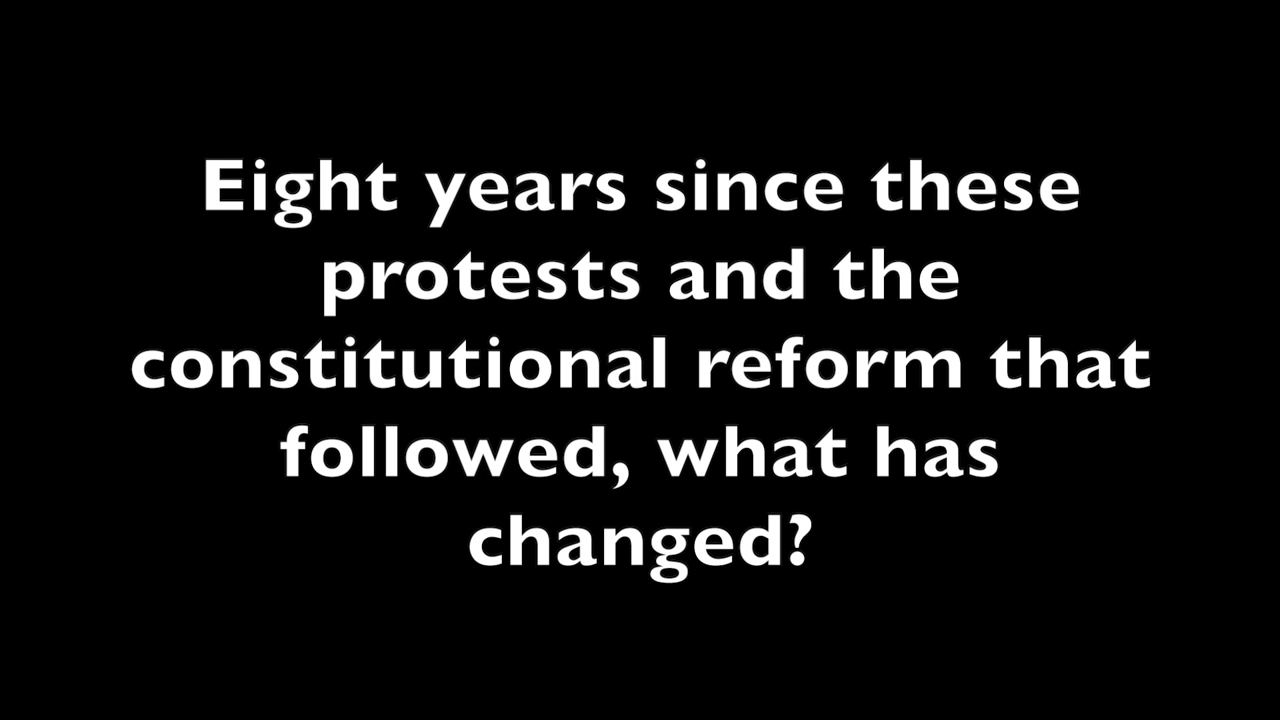 Eight years since these
protests and the
constitutional reform that
followed, what has
changed?